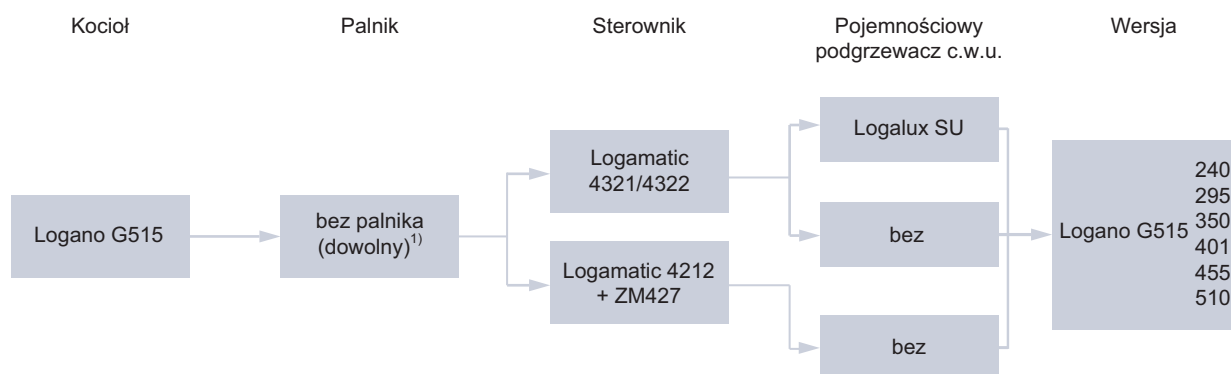 Kocioł
Palnik
Sterownik
Pojemnościowy
podgrzewacz c.w.u.
Wersja
Logano G515
bez palnika
(dowolny)1)
Logamatic
4321/4322
Logamatic 4212
+ ZM427
Logalux SU
bez
bez
Logano G515
240
295
350
401
455
510